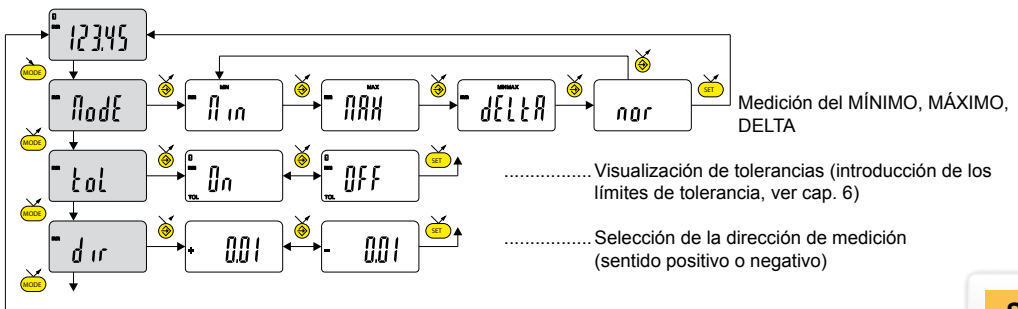 123.45
MODE
SET
MIN
MAX
MINMAX
ModE
M in
MAX
dELtA
nor
Medición del MÍNIMO, MÁXIMO,
DELTA
MODE
SET
toL
On
OFF
TOL
TOL
.................Visualización de tolerancias (introducción de los
límites de tolerancia, ver cap. 6)
MODE
SET
d ir
+ 0.01
- 0.01
.................Selección de la dirección de medición
(sentido positivo o negativo)
MODE